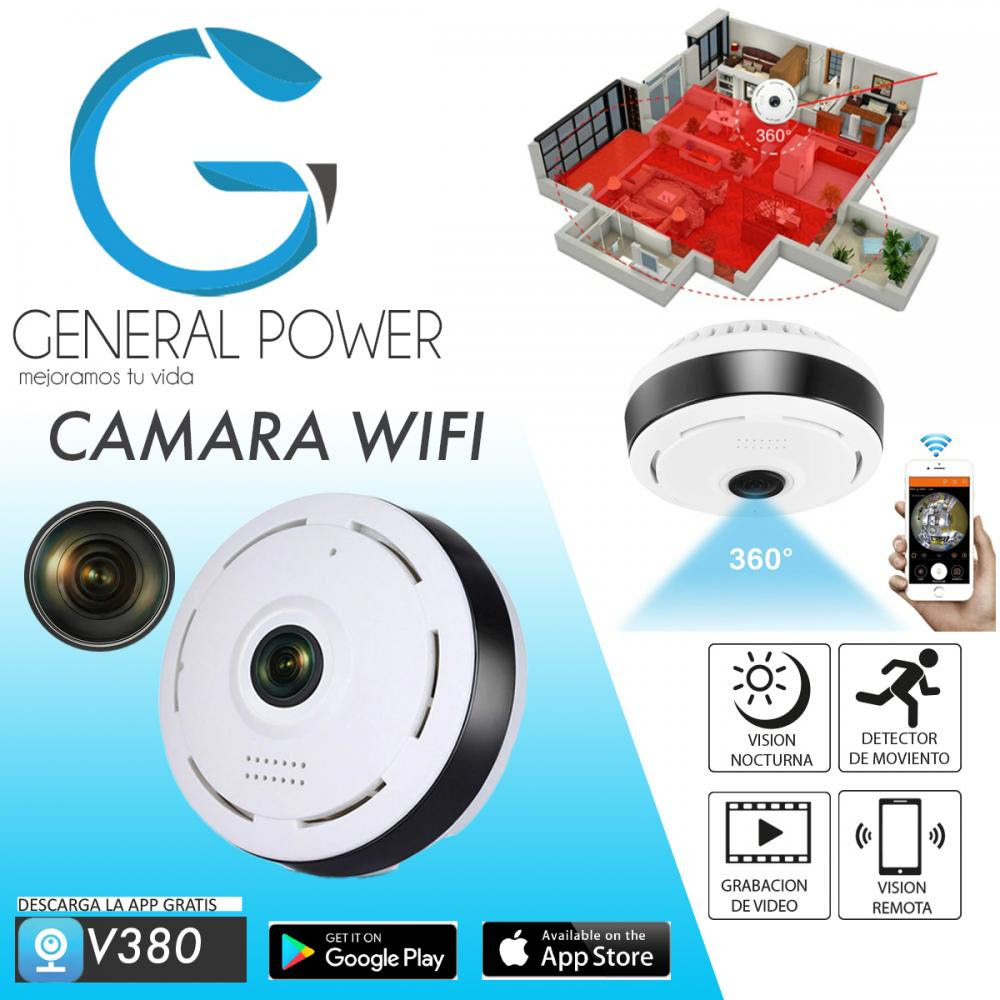 GENERAL POWER
mejoramos tu vida
CAMARA WIFI
360°
360°
VISION
NOCTURNA
DETECTOR
DE MOVIENTO
GRABACION
DE VIDEO
VISION
REMOTA
DESCARGA LA APP GRATIS
V380
GET IT ON
Google Play
Available on the
App Store